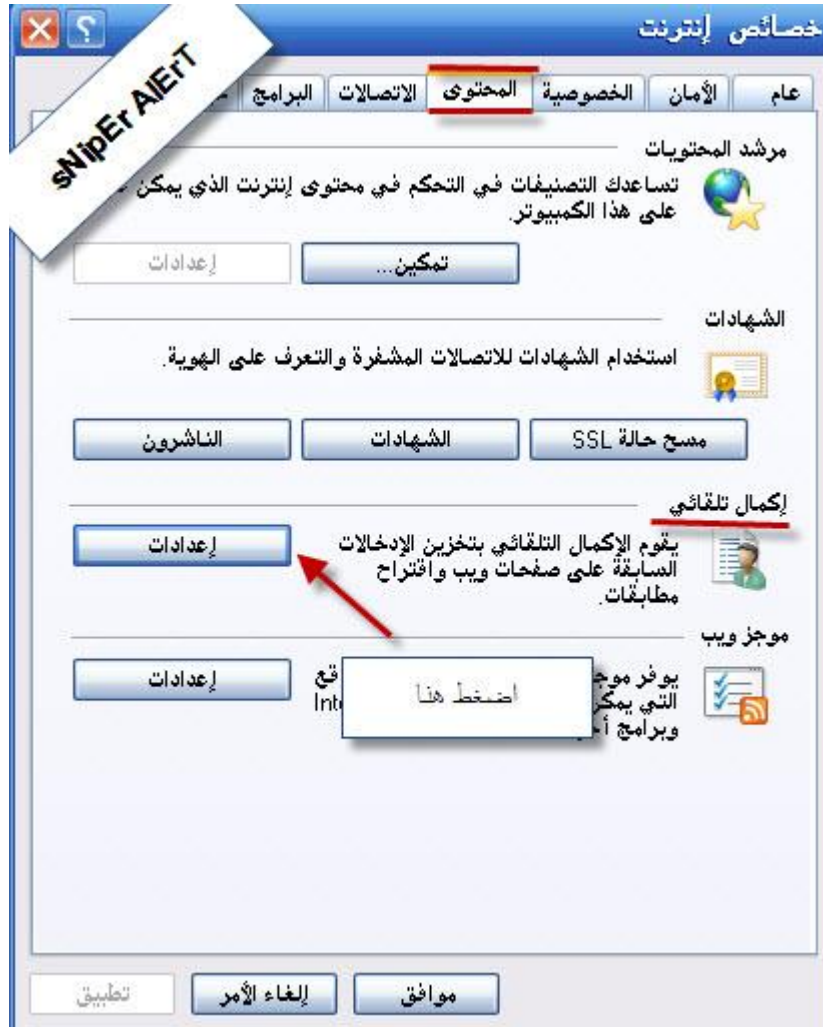 خصائص إنترنت
sNipEr AlErT
عام الأمان الخصوصية المحتوى الاتصالات البرامج
مرشد المحتويات
تساعدك التصنيفات في التحكم في محتوى إنترنت الذي يمكن
على هذا الكمبيوتر.
تمكين... إعدادات
الشهادات
استخدام الشهادات للاتصالات المشفرة والتعرف على الهوية.
مسح حالة SSL الشهادات الناشرون
إكمال تلقائي
يقوم الإكمال التلقائي بتخزين الإدخالات
السابقة على صفحات ويب واقتراح
مطابقات.
إعدادات
موجز ويب
يوفر
التي
وبرامج
إعدادات
اضغط هنا
موافق إلغاء الأمر تطبيق